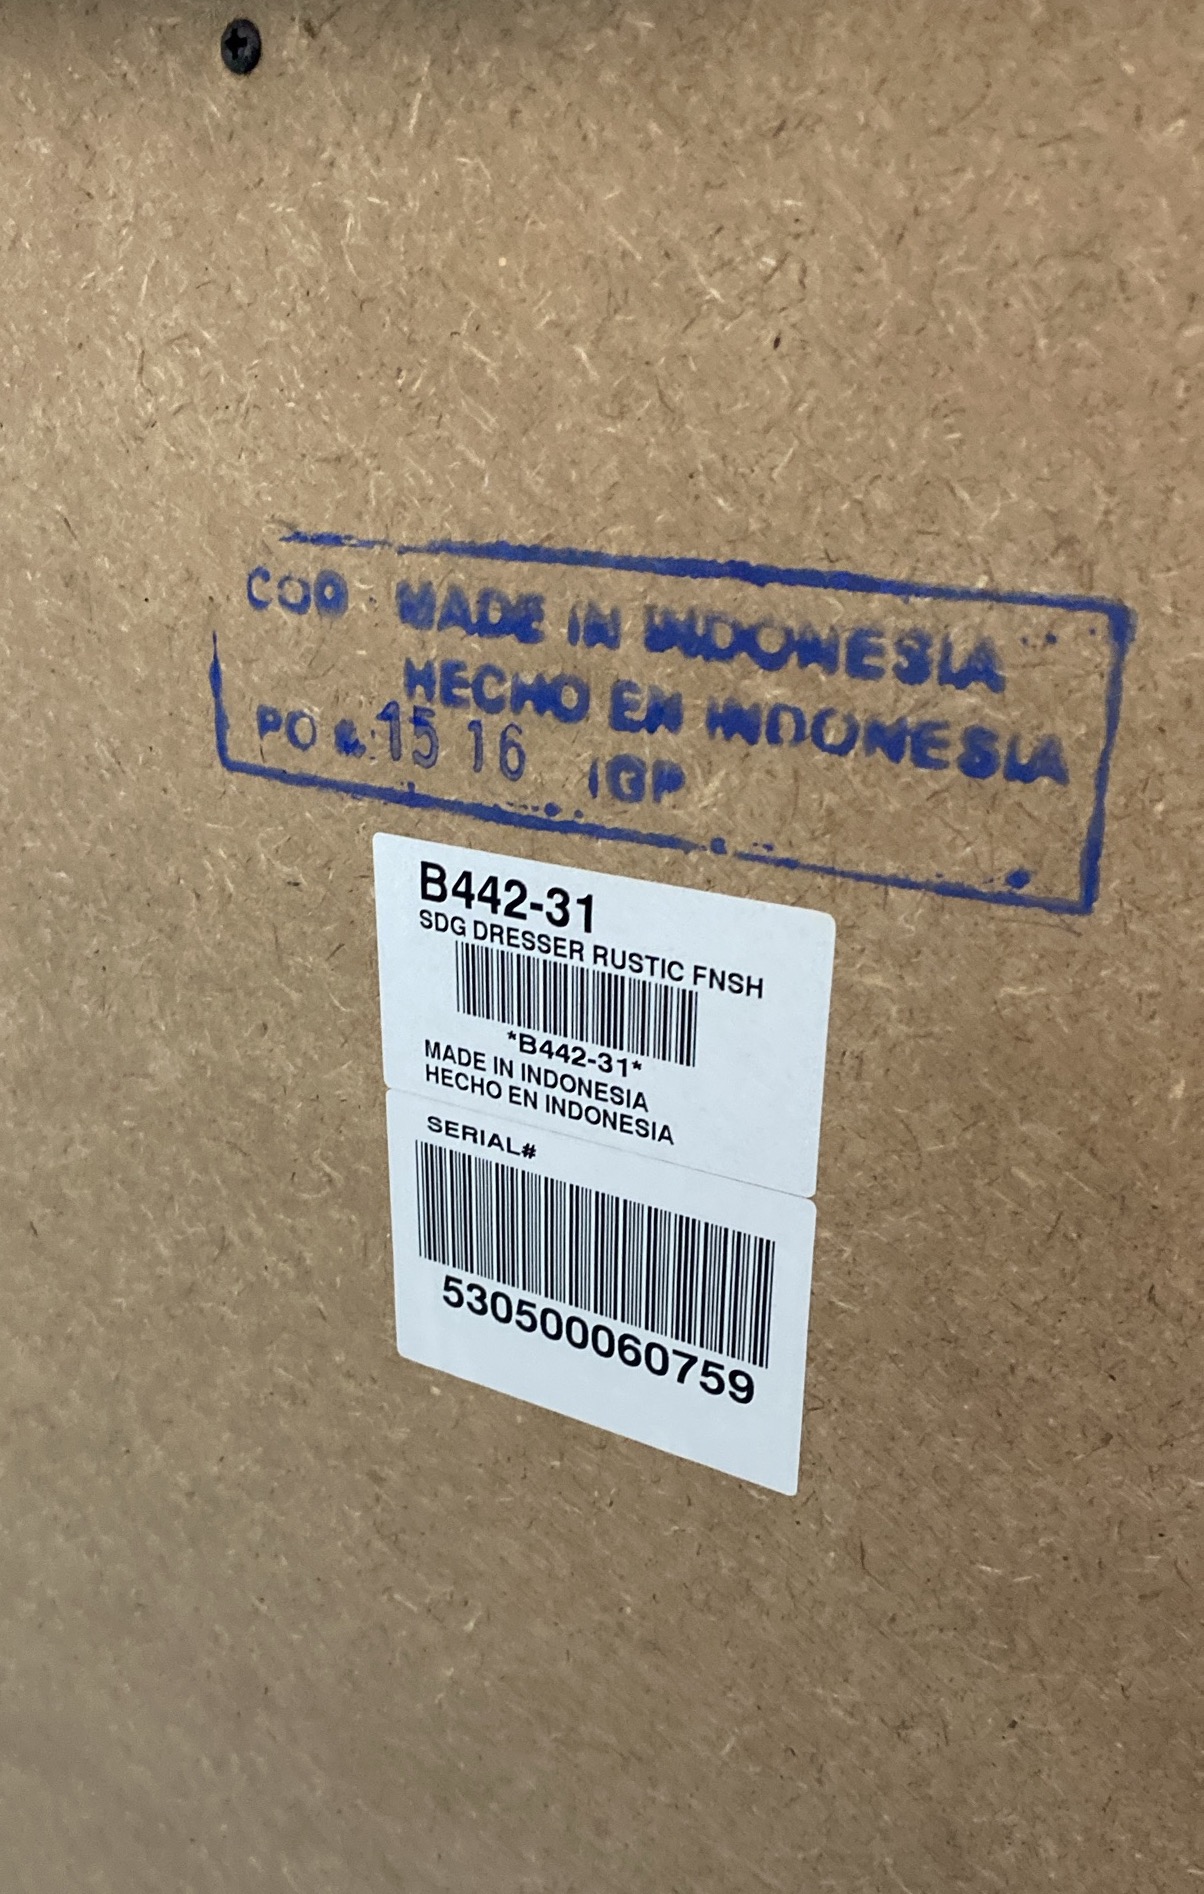 COO MADE IN INDONESIA
HECHO EN INDONESIA
PO 15 16 IGP
B442-31
SDG DRESSER RUSTIC FNSH
*B442-31*
MADE IN INDONESIA
HECHO EN INDONESIA
SERIAL#
530500060759